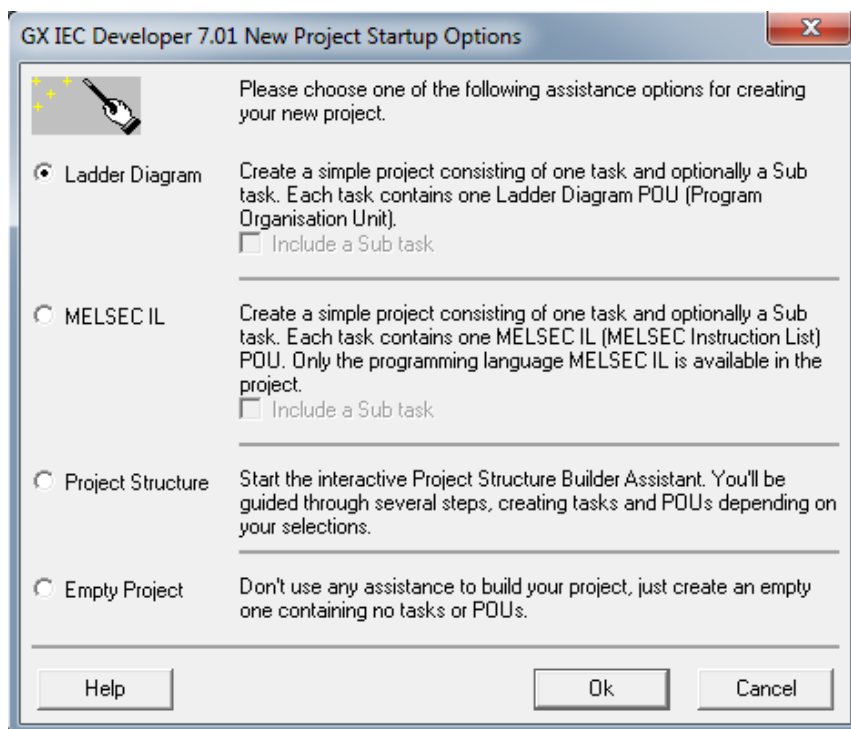 GX IEC Developer 7.01 New Project Startup Options
Please choose one of the following assistance options for creating
your new project.
Ladder Diagram
Create a simple project consisting of one task and optionally a Sub
task. Each task contains one Ladder Diagram POU (Program
Organisation Unit).
Include a Sub task
MELSEC IL
Create a simple project consisting of one task and optionally a Sub
task. Each task contains one MELSEC IL (MELSEC Instruction List)
POU. Only the programming language MELSEC IL is available in the
project.
Include a Sub task
Project Structure
Start the interactive Project Structure Builder Assistant. You'll be
guided through several steps, creating tasks and POUs depending on
your selections.
Empty Project
Don't use any assistance to build your project, just create an empty
one containing no tasks or POUs.
Help
Ok
Cancel